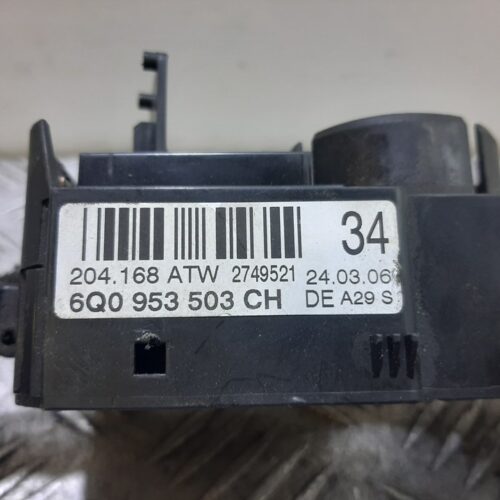 34
204.168 ATW 2749521 24.03.06
6Q0 953 503 CH DE A29 S